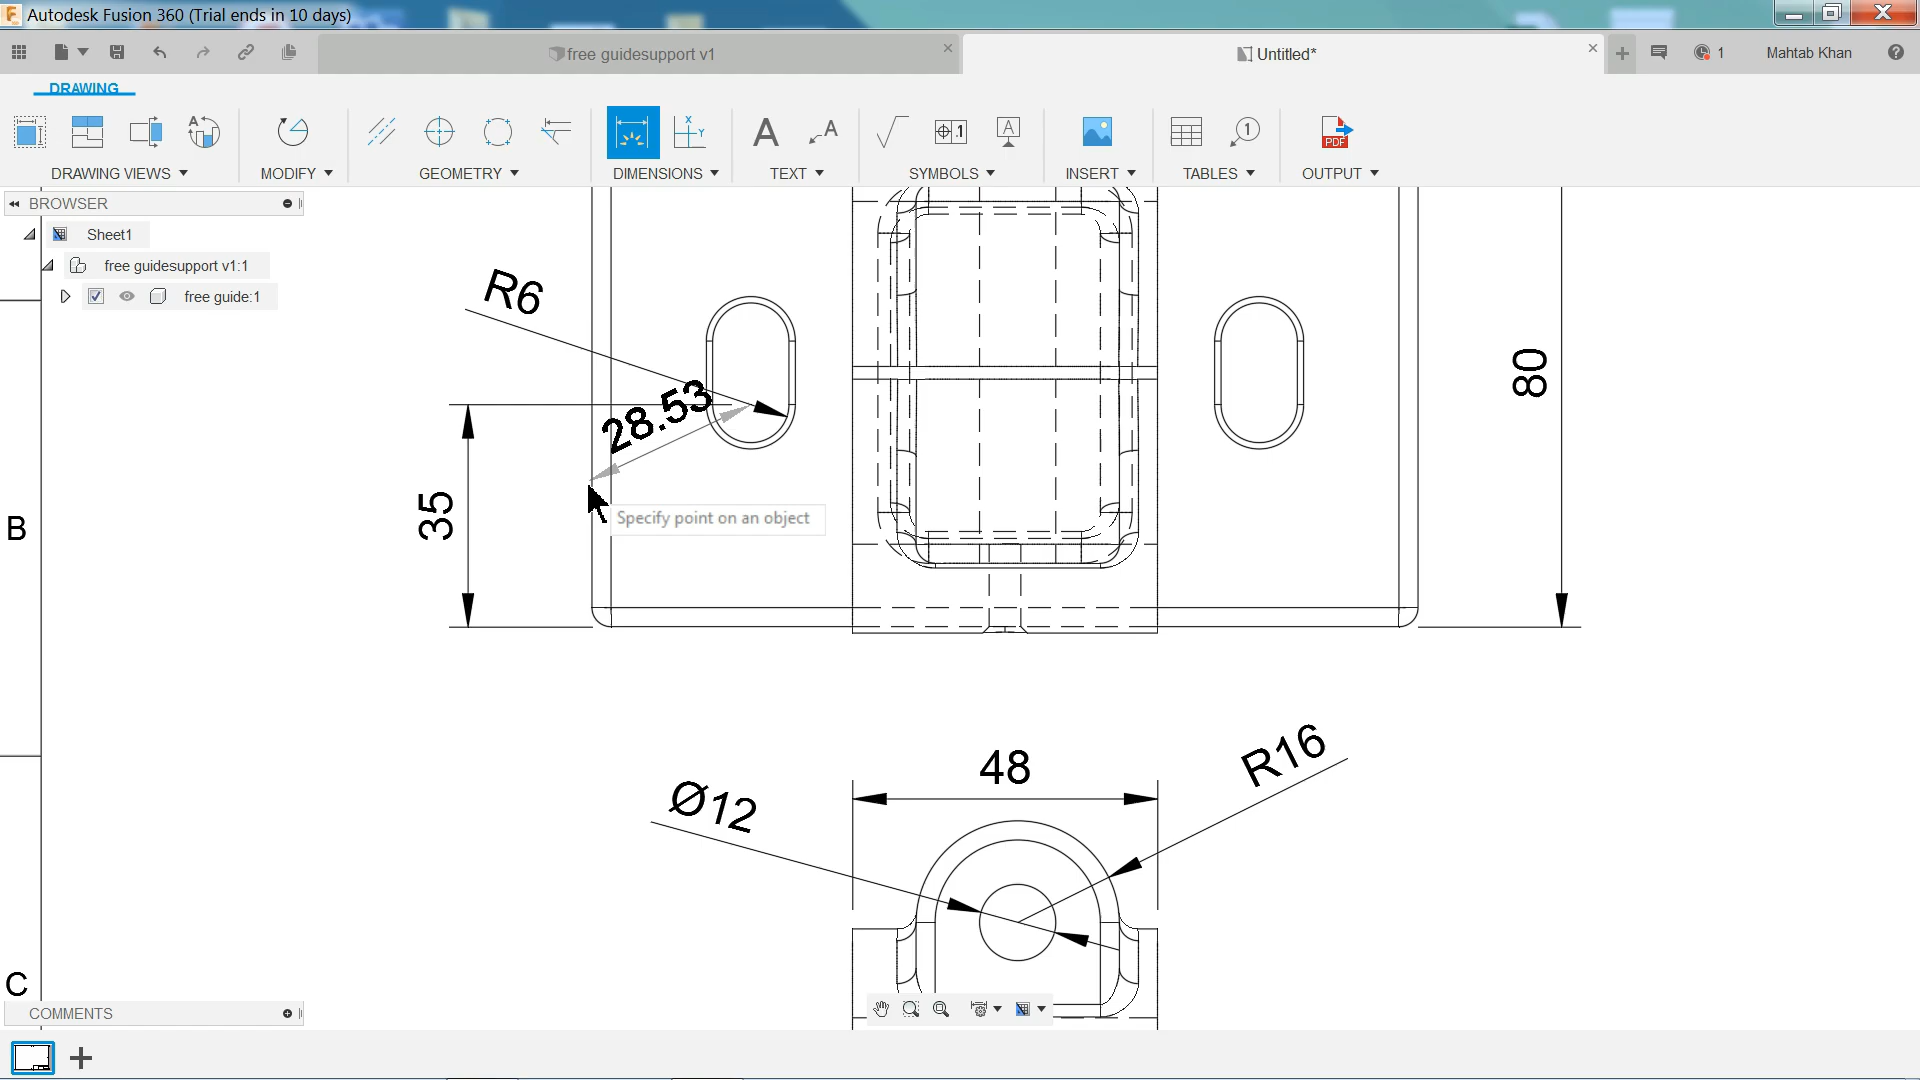 Autodesk Fusion 360 (Trial ends in 10 days)
free guidesupport v1
Untitled*
1
Mahtab Khan
DRAWING
DRAWING VIEWS
MODIFY
GEOMETRY
DIMENSIONS
TEXT
SYMBOLS
INSERT
TABLES
OUTPUT
BROWSER
Sheet1
free guidesupport v1:1
free guide:1
R6
28.53
80
35
Specify point on an object
B
48
R16
Ø12
C
COMMENTS